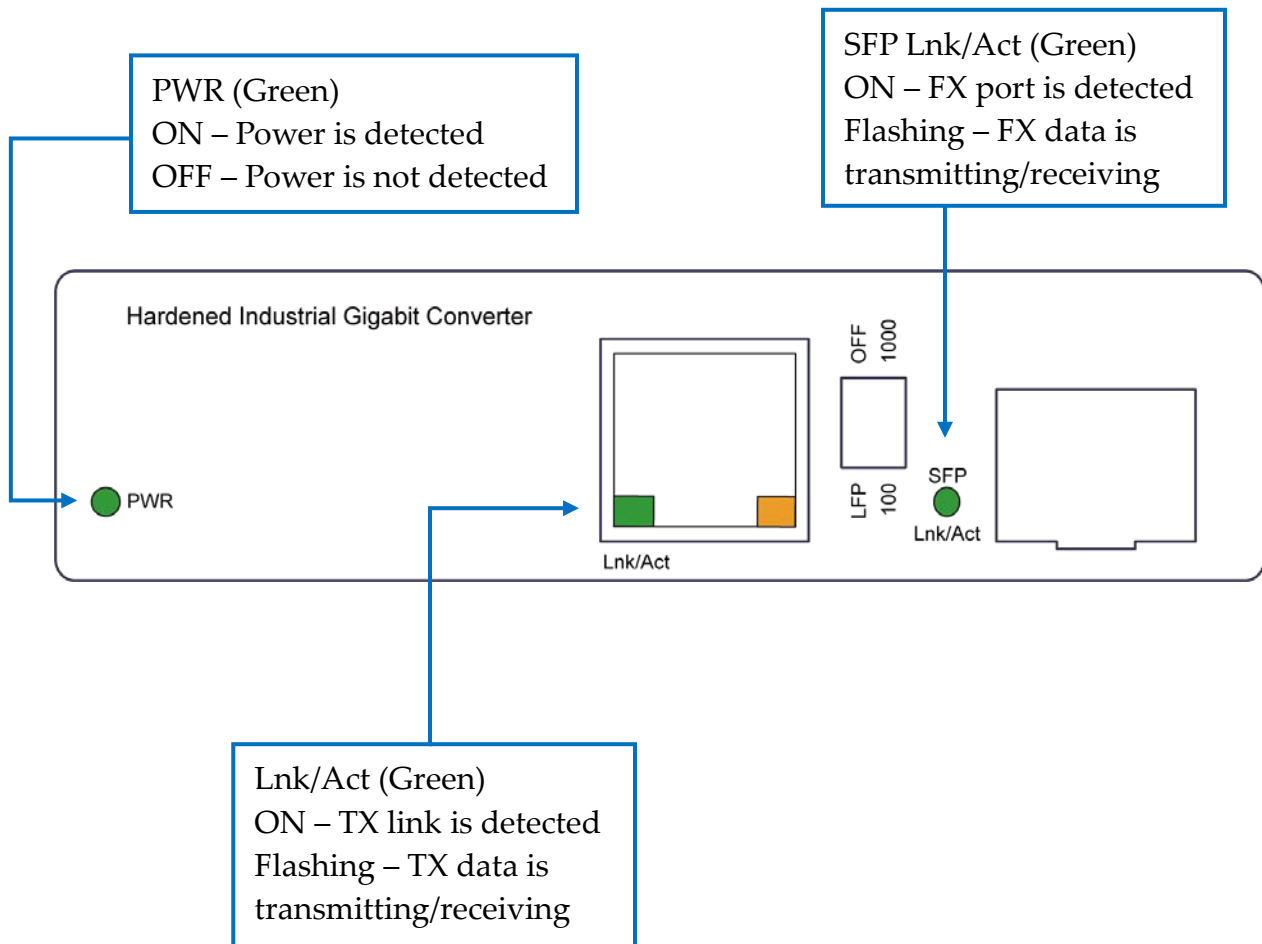 PWR (Green)
ON – Power is detected
OFF – Power is not detected
SFP Lnk/Act (Green)
ON – FX port is detected
Flashing – FX data is
transmitting/receiving
Hardened Industrial Gigabit Converter
OFF
1000
PWR
LFP
100
SFP
Lnk/Act
Lnk/Act
Lnk/Act (Green)
ON – TX link is detected
Flashing – TX data is
transmitting/receiving